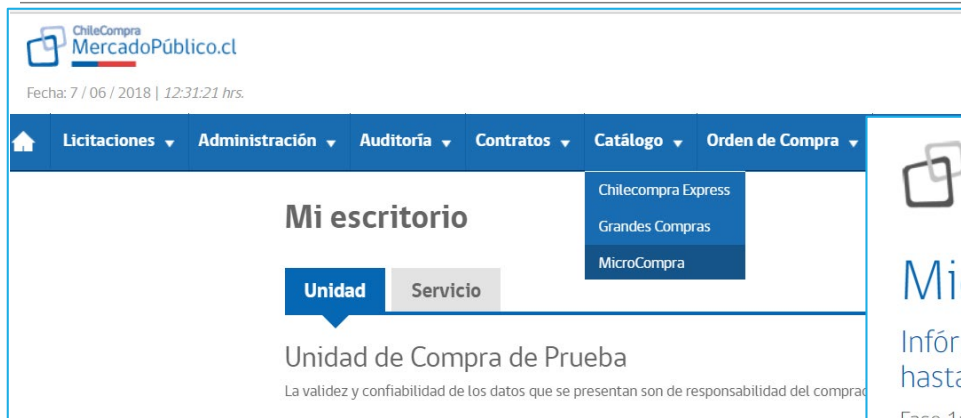 ChileCompra
MercadoPúblico.cl
Fecha: 7 / 06 / 2018 | 12:31:21 hrs.
Licitaciones Administración Auditoría Contratos Catálogo Orden de Compra
Chilecompra Express
Grandes Compras
MicroCompra
Mi escritorio
Unidad Servicio
Unidad de Compra de Prueba
La validez y confiabilidad de los datos que se presentan son de responsabilidad del comprad
Mi
Infór
hasta